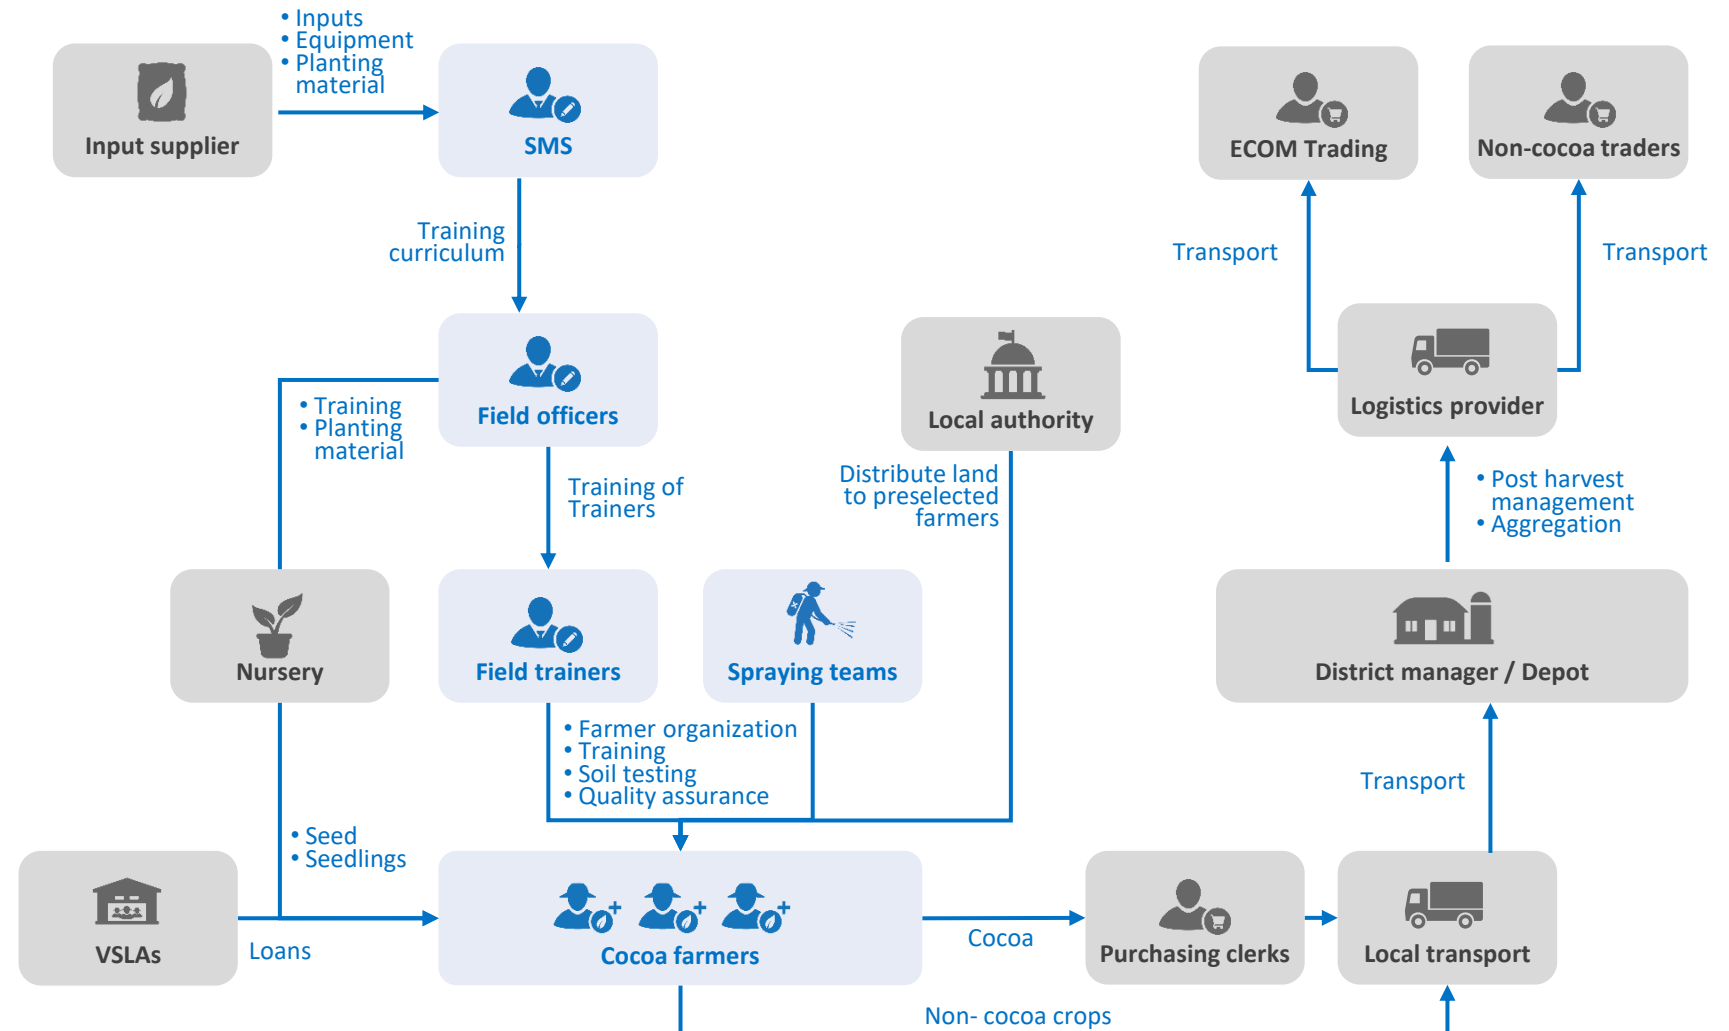 • Inputs
• Equipment
• Planting
material
Input supplier
SMS
ECOM Trading
Non-cocoa traders
Training
curriculum
Transport
Transport
• Training
• Planting
material
Field officers
Local authority
Logistics provider
Training of
Trainers
Distribute land
to preselected
farmers
• Post harvest
management
• Aggregation
Nursery
Field trainers
Spraying teams
District manager / Depot
• Farmer organization
• Training
• Soil testing
• Quality assurance
Transport
• Seed
• Seedlings
VSLAs
Loans
Cocoa farmers
Cocoa
Purchasing clerks
Local transport
Non- cocoa crops